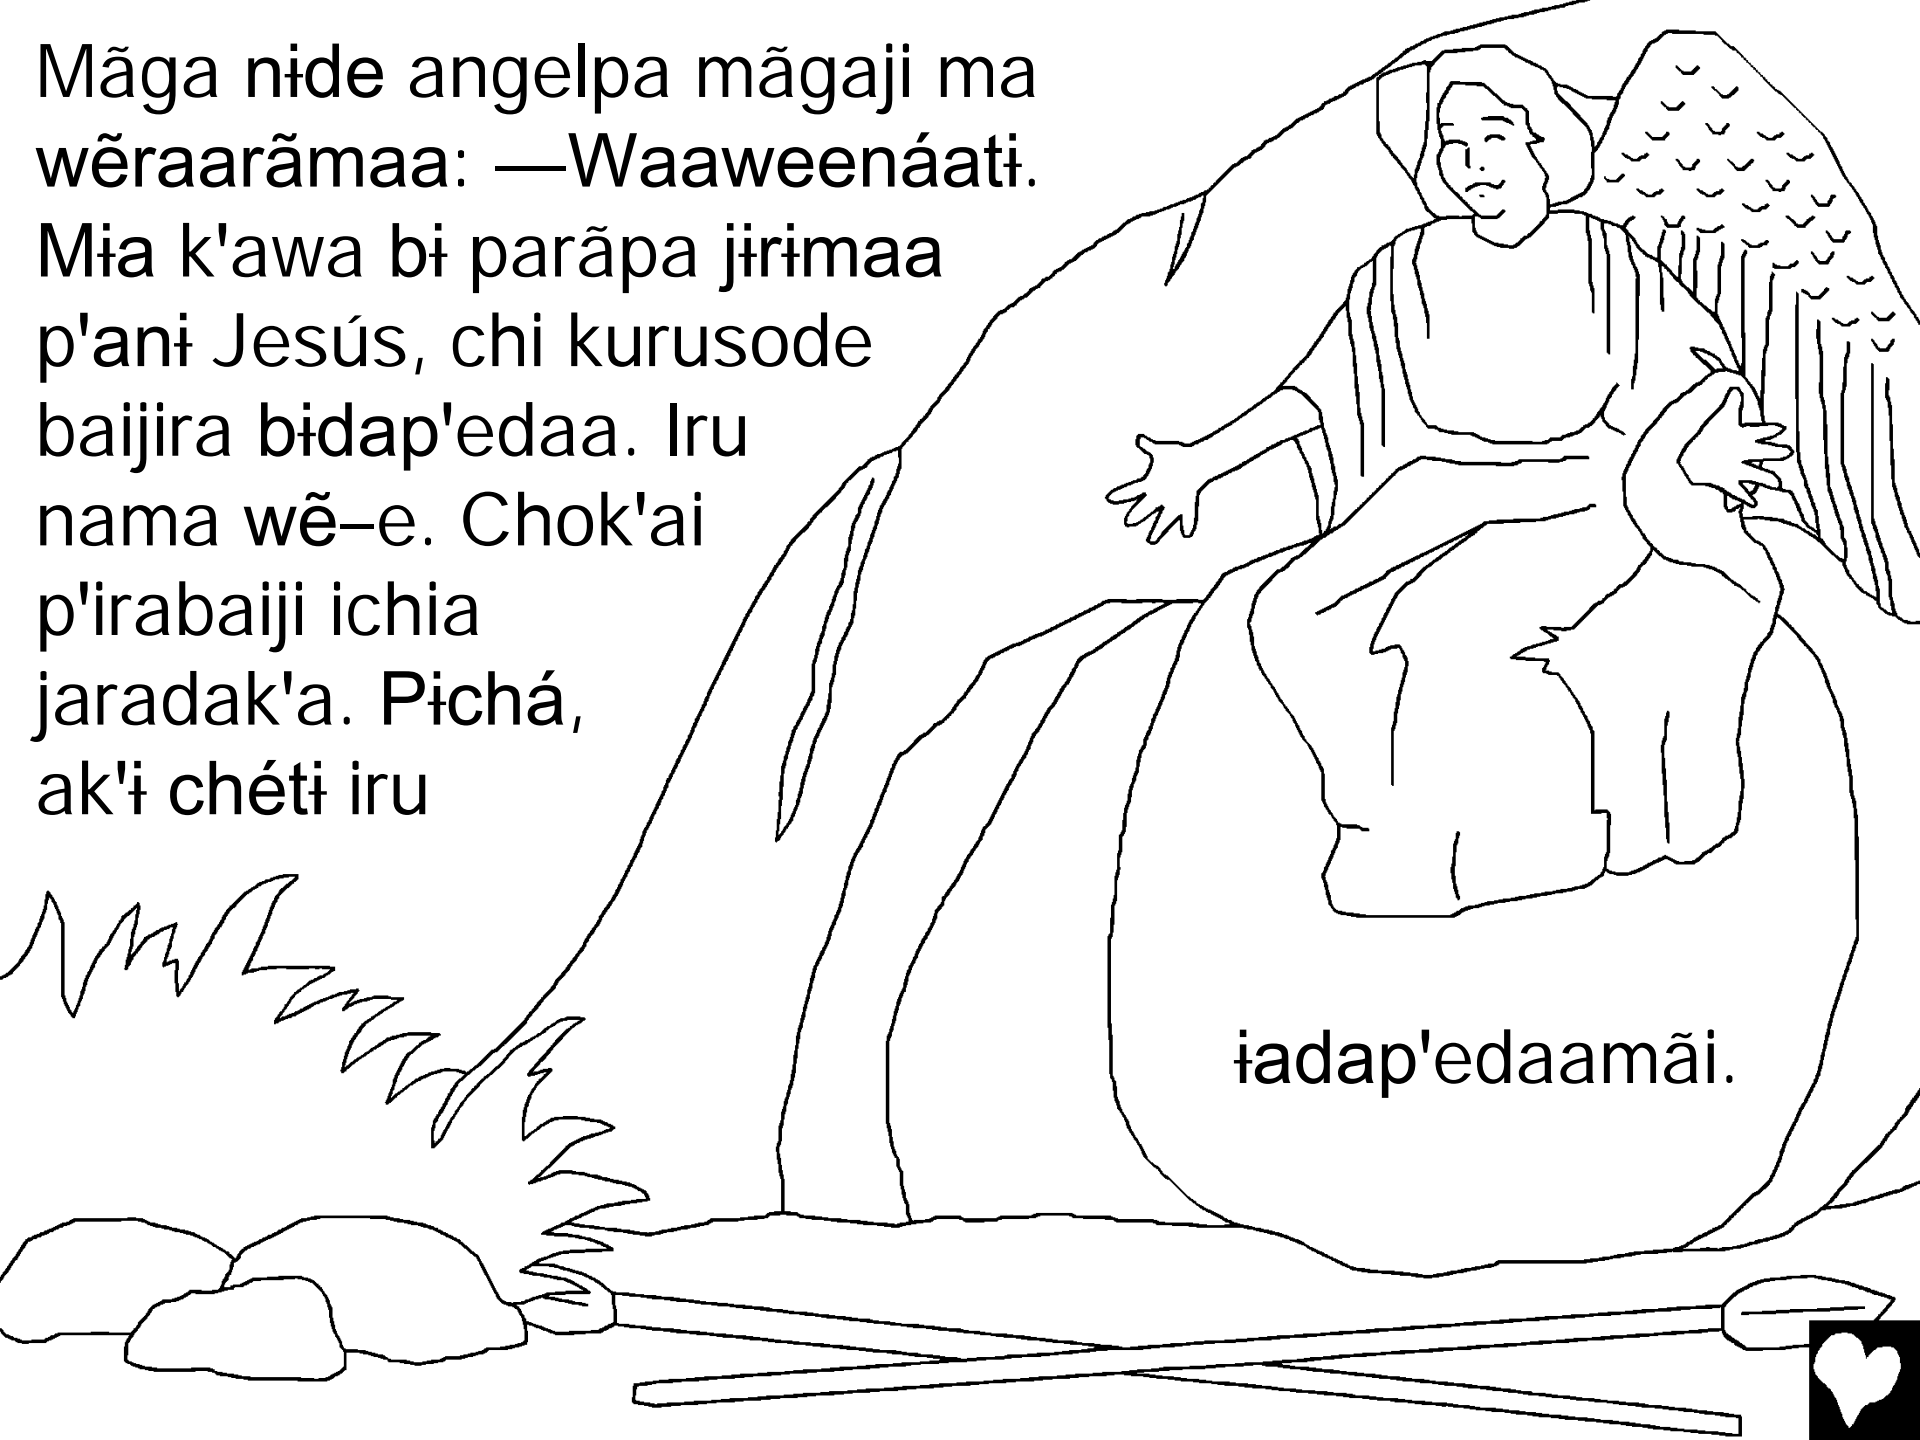 Mãga nɨde angelpa mãgaji ma
wẽraarãmaa: —Waaweenáatɨ.
Mɨa k'awa bɨ parãpa jɨrɨmaa
p'anɨ Jesús, chi kurusode
baijira bɨdap'edaa. Iru
nama wẽ–e. Chok'ai
p'irabaiji ichia
jaradak'a. Pɨchá,
ak'ɨ chétɨ iru
ɨadap'edaamãi.